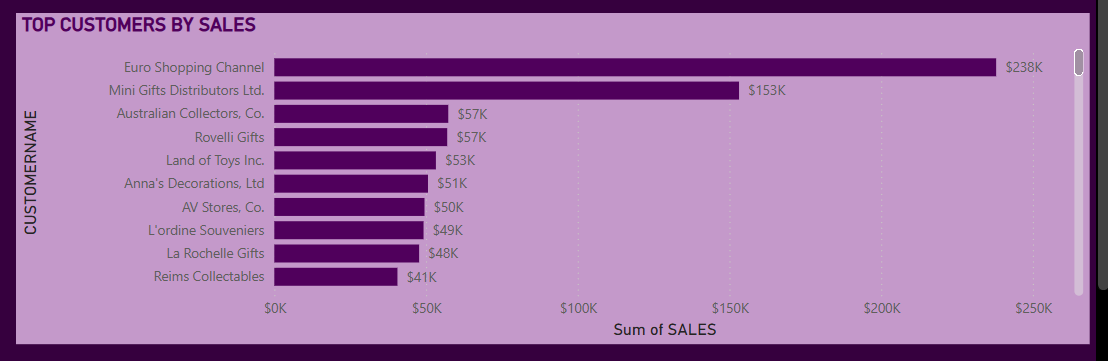 TOP CUSTOMERS BY SALES
CUSTOMERNAME
Euro Shopping Channel $238K
Mini Gifts Distributors Ltd. $153K
Australian Collectors, Co. $57K
Rovelli Gifts $57K
Land of Toys Inc. $53K
Anna's Decorations, Ltd $51K
AV Stores, Co. $50K
L'ordine Souveniers $49K
La Rochelle Gifts $48K
Reims Collectables $41K
$0K $50K $100K $150K $200K $250K
Sum of SALES